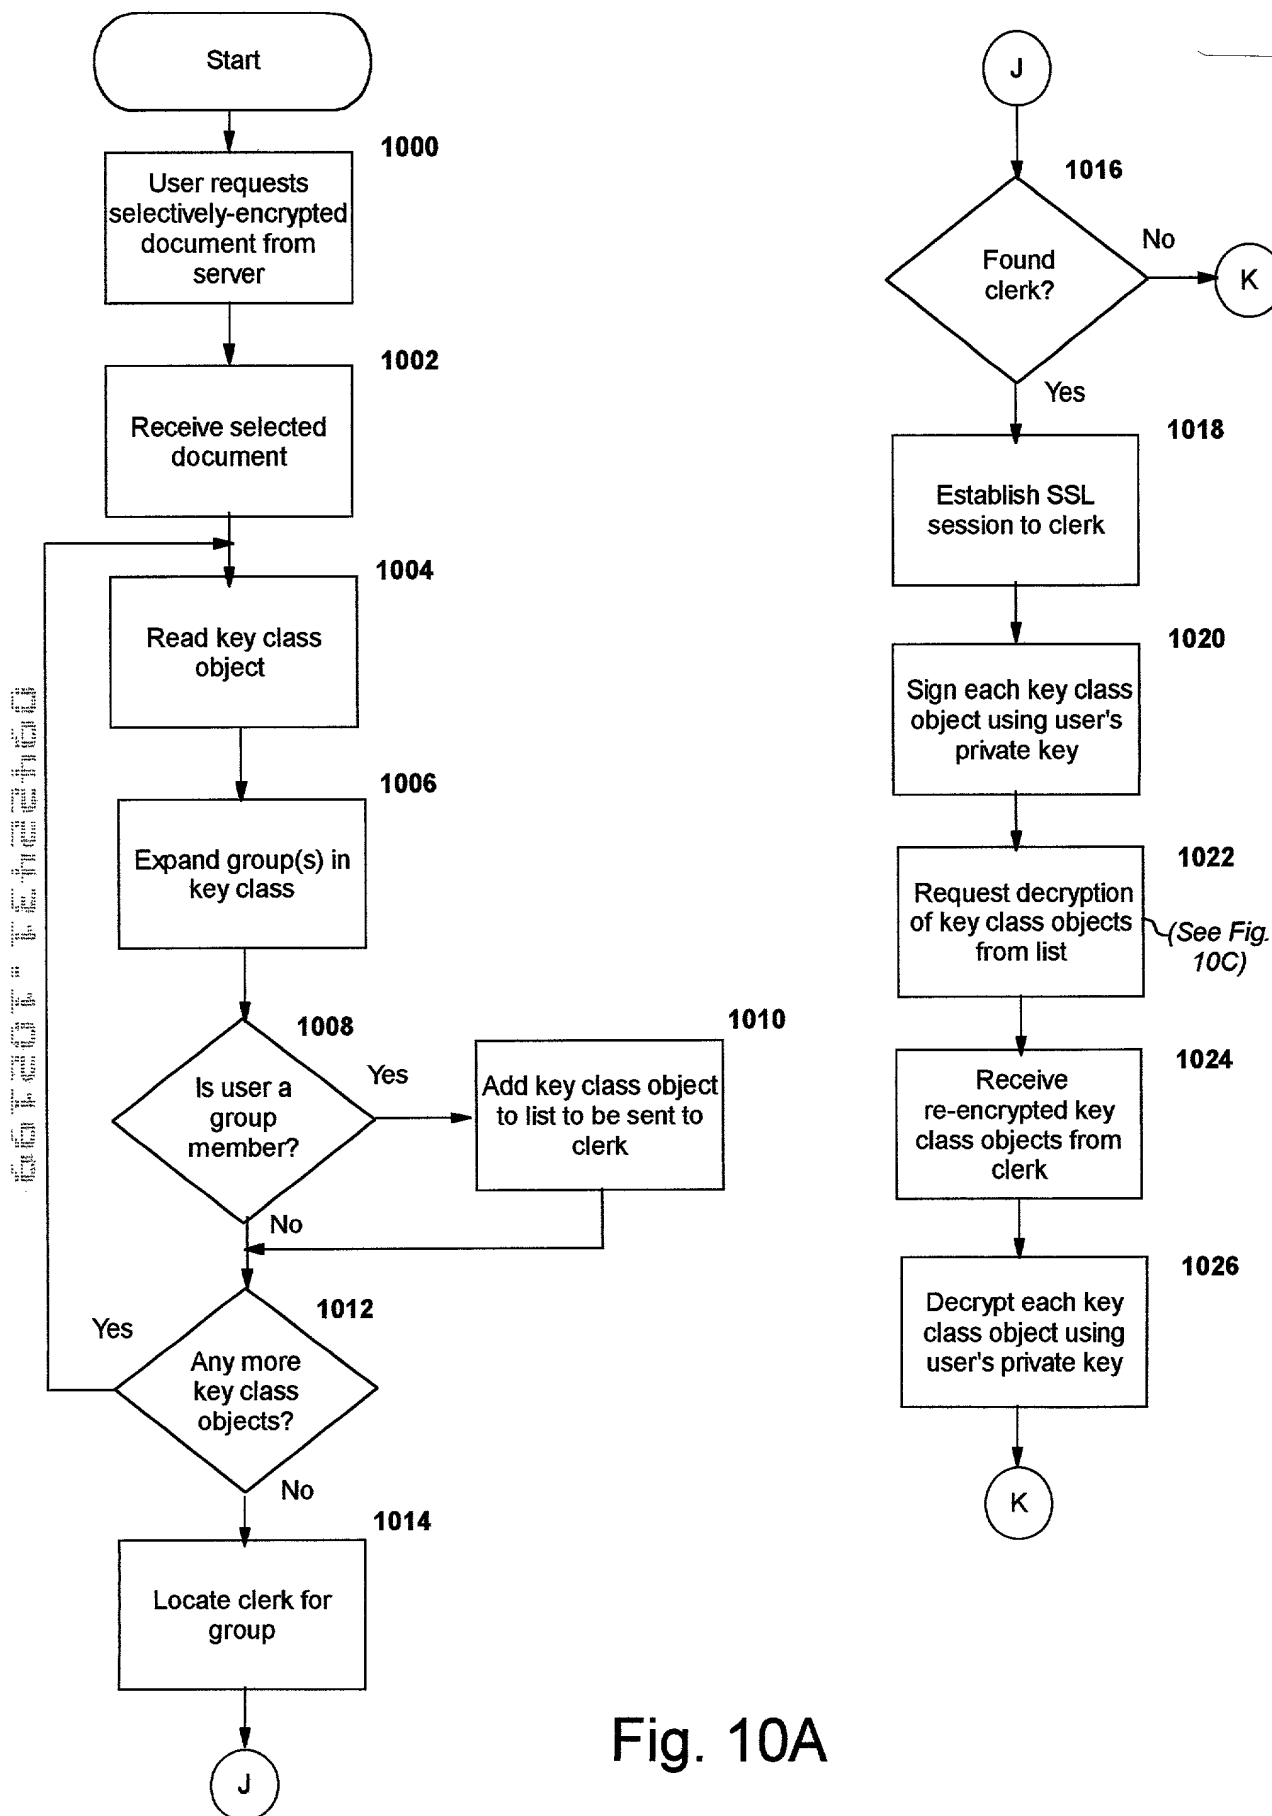 Start
1000
User requests
selectively-encrypted
document from
server
1002
Receive selected
document
1004
Read key class
object
1006
Expand group(s) in
key class
1008
Is user a
group
member?
Yes
1010
Add key class object
to list to be sent to
clerk
No
1012
Yes
Any more
key class
objects?
No
1014
Locate clerk for
group
J
J
1016
Found
clerk?
No
K
Yes
1018
Establish SSL
session to clerk
1020
Sign each key class
object using user's
private key
1022
Request decryption
of key class objects
from list
(See Fig.
10C)
1024
Receive
re-encrypted key
class objects from
clerk
1026
Decrypt each key
class object using
user's private key
K
Fig. 10A